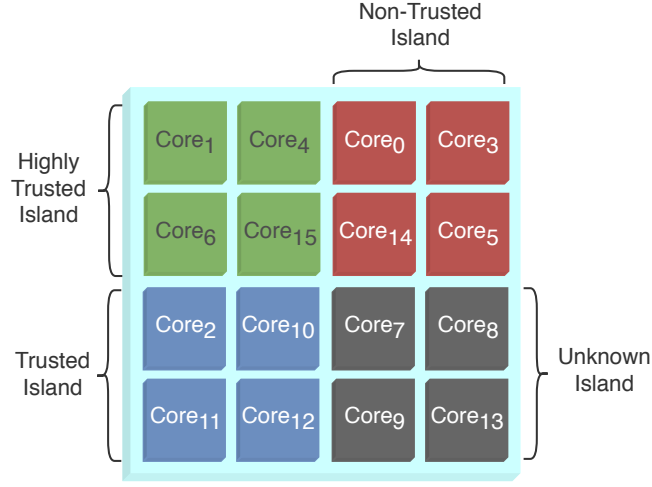 Non-Trusted
Island
Highly
Trusted
Island
Core1 Core4 Core0 Core3
Core6 Core15 Core14 Core5
Trusted
Island
Core2 Core10 Core7 Core8
Core11 Core12 Core9 Core13
Unknown
Island